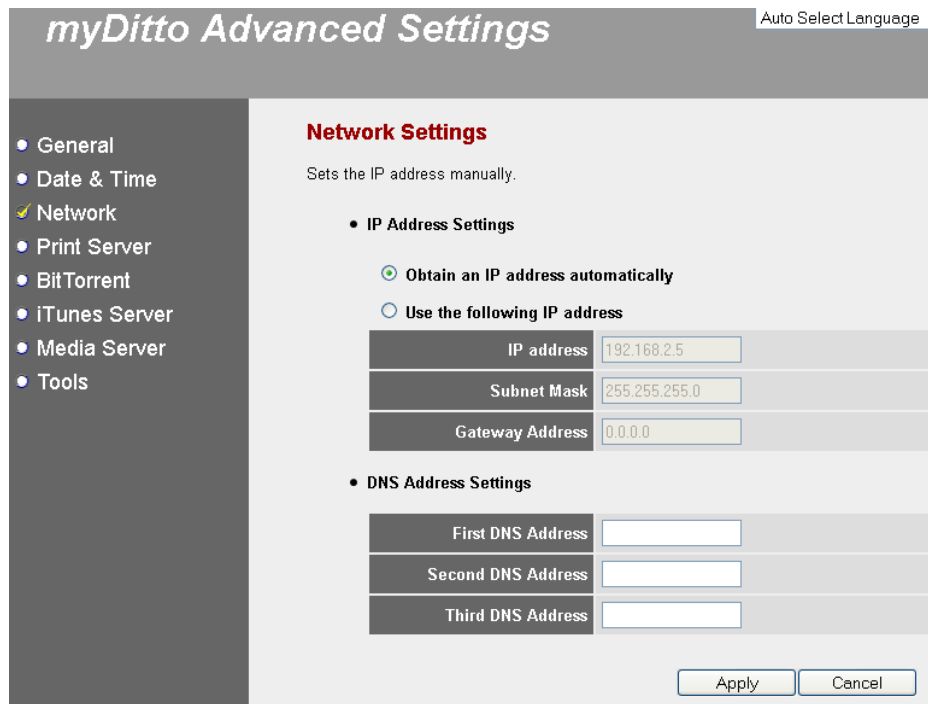 myDitto Advanced Settings
Auto Select Language
General
Date & Time
Network
Print Server
BitTorrent
iTunes Server
Media Server
Tools
Network Settings
Sets the IP address manually.
IP Address Settings
Obtain an IP address automatically
Use the following IP address
IP address 192.168.2.5
Subnet Mask 255.255.255.0
Gateway Address 0.0.0.0
DNS Address Settings
First DNS Address
Second DNS Address
Third DNS Address
Apply Cancel